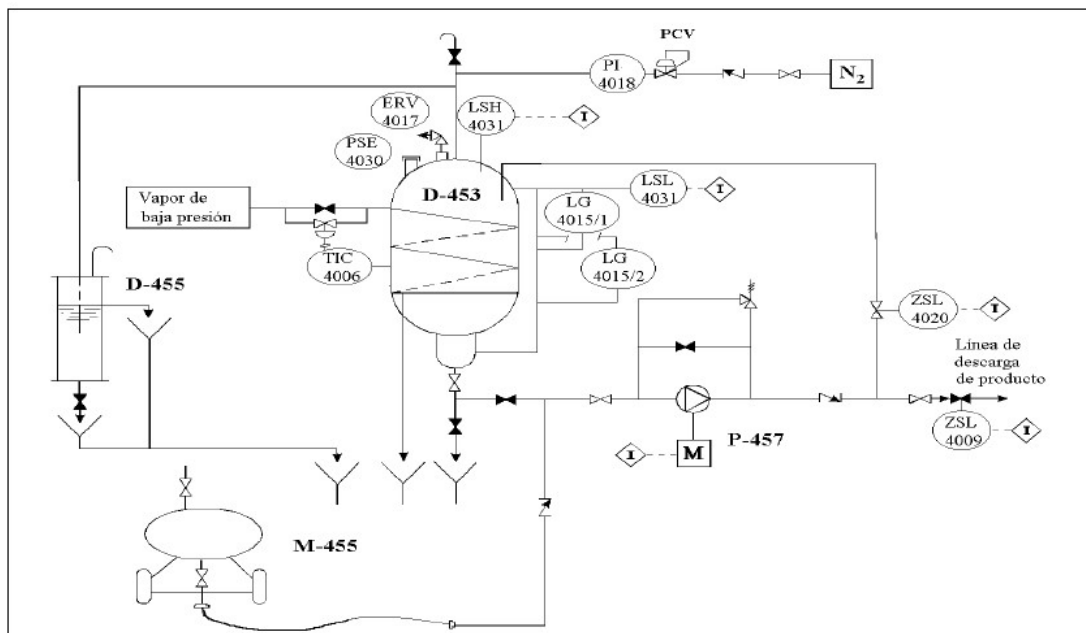 PCV
PI
4018
N₂
ERV
4017
LSH
4031
I
PSE
4030
D-453
LSL
4031
I
LG
4015/1
Vapor de
baja presión
TIC
4006
LG
4015/2
D-455
ZSL
4020
I
Línea de
descarga
de producto
ZSL
4009
I
P-457
I
M
M-455